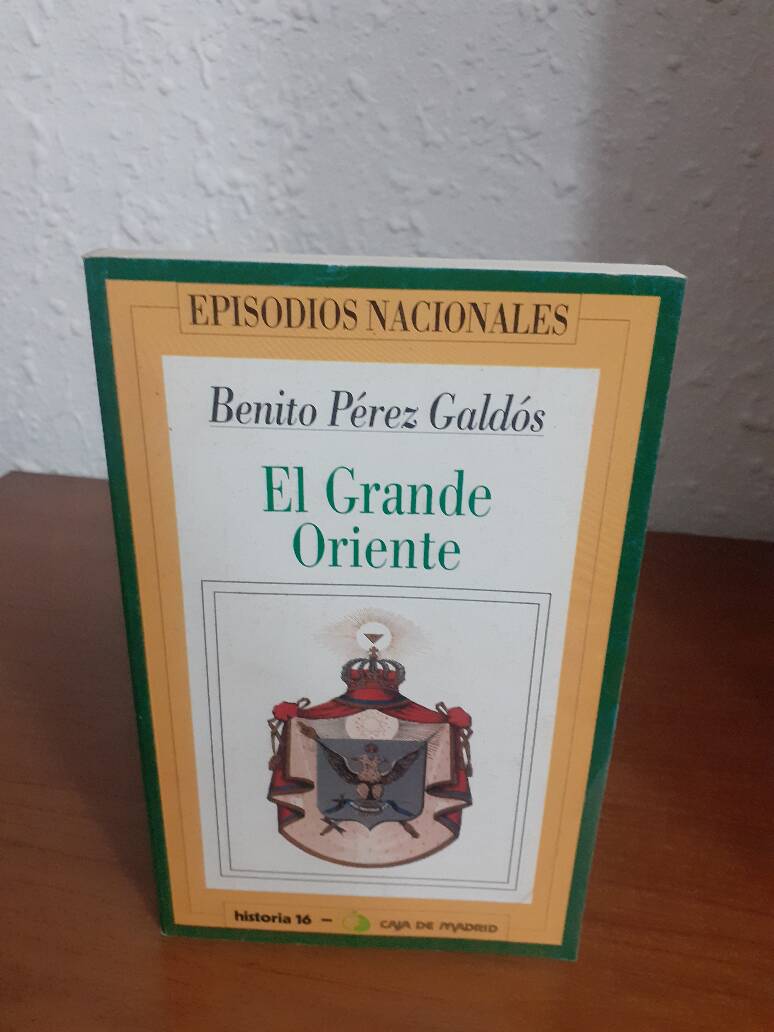 EPISODIOS NACIONALES
Benito Pérez Galdós
El Grande
Oriente
historia 16 – CAJA DE MADRID